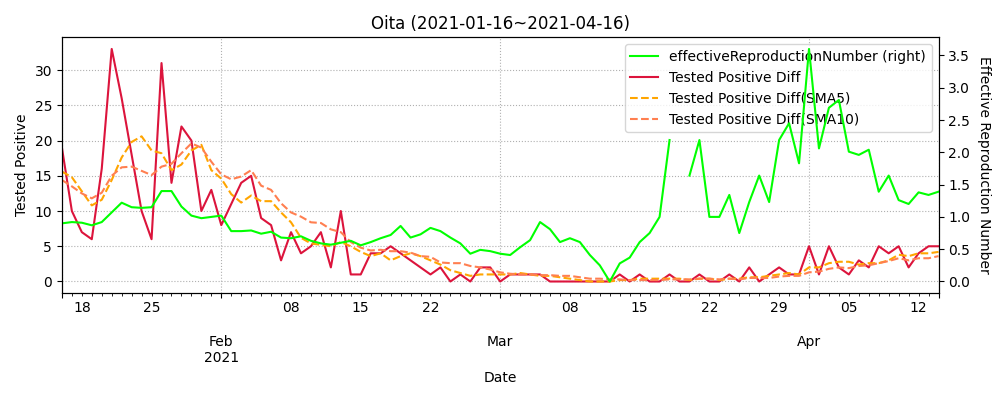 Oita (2021-01-16~2021-04-16)
effectiveReproductionNumber (right)
Tested Positive Diff
Tested Positive Diff(SMA5)
Tested Positive Diff(SMA10)
Tested Positive
30
25
20
15
10
5
0
Effective Reproduction Number
3.5
3.0
2.5
2.0
1.5
1.0
0.5
0.0
18 25 08 15 22 08 15 22 29 05 12
Feb Mar Apr
2021
Date